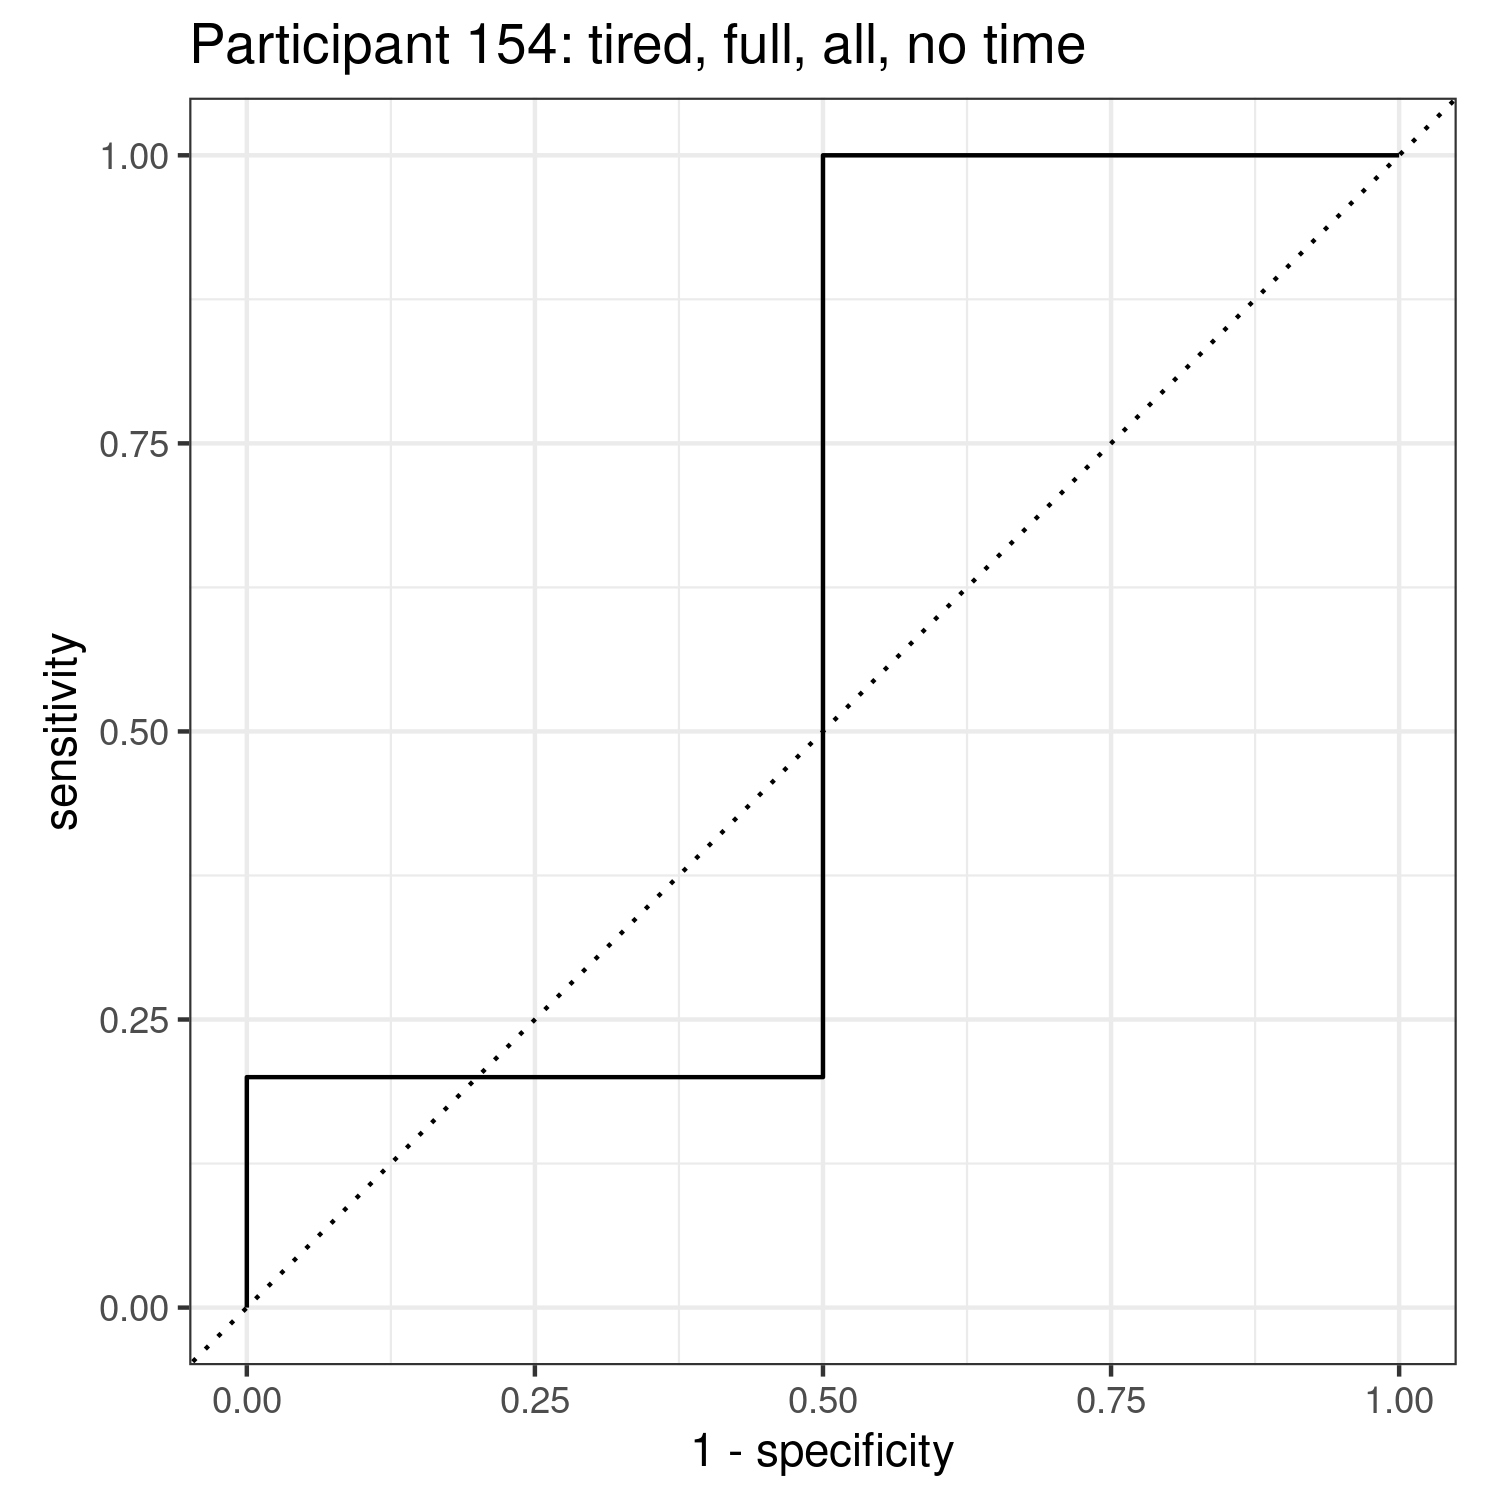 Participant 154: tired, full, all, no time
1.00
0.75
0.50
0.25
0.00
sensitivity
0.00 0.25 0.50 0.75 1.00
1 - specificity